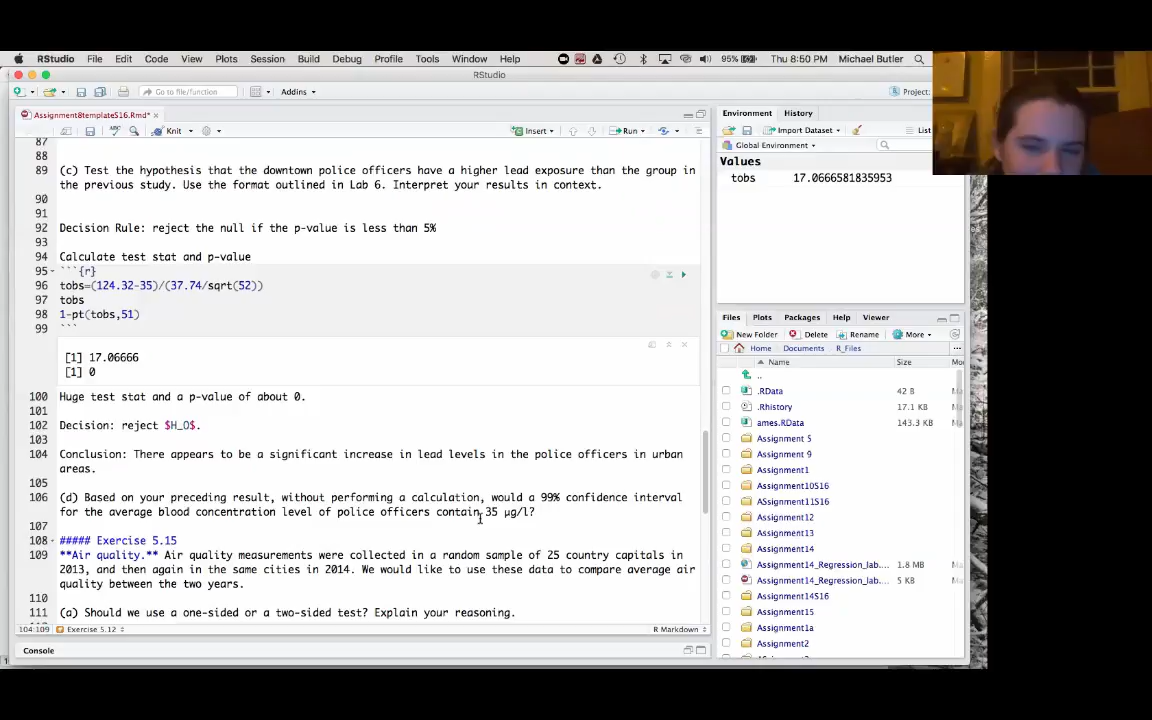 RStudio File Edit Code View Plots Session Build Debug Profile Tools Window Help 95% Thu 8:50 PM Michael Butler
RStudio
Go to file/function Addins Project:
Assignment8templateS16.Rmd* Environment History
Knit Insert Run Import Dataset List
Global Environment
Values
tobs 17.0666581835953
87
88
89 (c) Test the hypothesis that the downtown police officers have a higher lead exposure than the group in
the previous study. Use the format outlined in Lab 6. Interpret your results in context.
90
91
92 Decision Rule: reject the null if the p-value is less than 5%
93
94 Calculate test stat and p-value
95 ```{r}
96 tobs=(124.32-35)/(37.74/sqrt(52))
97 tobs
98 1-pt(tobs,51)
99 ```
[1] 17.06666
[1] 0
100 Huge test stat and a p-value of about 0.
101
102 Decision: reject $H_0$.
103
104 Conclusion: There appears to be a significant increase in lead levels in the police officers in urban
areas.
105
106 (d) Based on your preceding result, without performing a calculation, would a 99% confidence interval
for the average blood concentration level of police officers contain 35 µg/l?
107
108 ##### Exercise 5.15
109 **Air quality.** Air quality measurements were collected in a random sample of 25 country capitals in
2013, and then again in the same cities in 2014. We would like to use these data to compare average air
quality between the two years.
110
111 (a) Should we use a one-sided or a two-sided test? Explain your reasoning.
104:109 Exercise 5.12 R Markdown
Console
Files Plots Packages Help Viewer
New Folder Delete Rename More
Home Documents R_Files
Name Size
..
.RData 42 B
.Rhistory 17.1 KB
ames.RData 143.3 KB
Assignment 5
Assignment 9
Assignment1
Assignment10S16
ASsignment11S16
Assignment12
Assignment13
Assignment14
Assignment14_Regression_lab.... 1.8 MB
Assignment14_Regression_lab.... 5 KB
Assignment14S16
Assignment15
Assignment1a
Assignment2